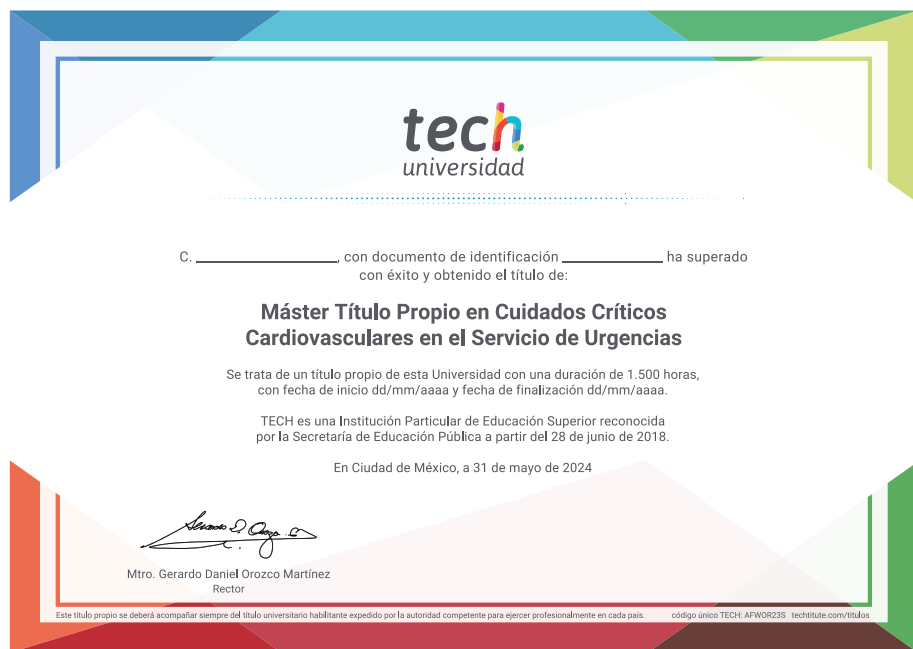 tech
universidad
C. ____________________, con documento de identificación ______________ ha superado
con éxito y obtenido el título de:
Máster Título Propio en Cuidados Críticos
Cardiovasculares en el Servicio de Urgencias
Se trata de un título propio de esta Universidad con una duración de 1.500 horas,
con fecha de inicio dd/mm/aaaa y fecha de finalización dd/mm/aaaa.
TECH es una Institución Particular de Educación Superior reconocida
por la Secretaría de Educación Pública a partir del 28 de junio de 2018.
En Ciudad de México, a 31 de mayo de 2024
Mtro. Gerardo Daniel Orozco Martínez
Rector
Este título propio se deberá acompañar siempre del título universitario habilitante expedido por la autoridad competente para ejercer profesionalmente en cada país. código único TECH: AFWOR23S techtitute.com/titulos